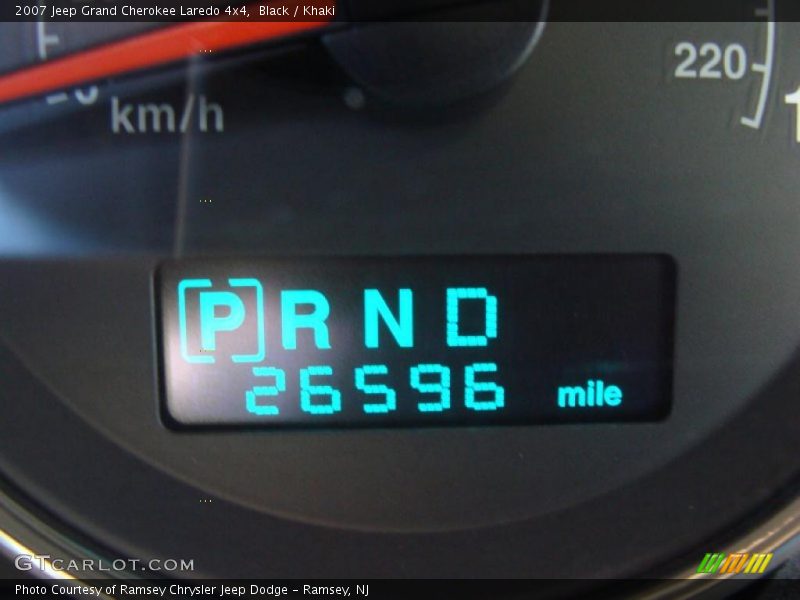 2007 Jeep Grand Cherokee Laredo 4x4,  Black / Khaki
220
km/h
P R N D
26596 mile
GTCARLOT.COM
Photo Courtesy of Ramsey Chrysler Jeep Dodge - Ramsey, NJ